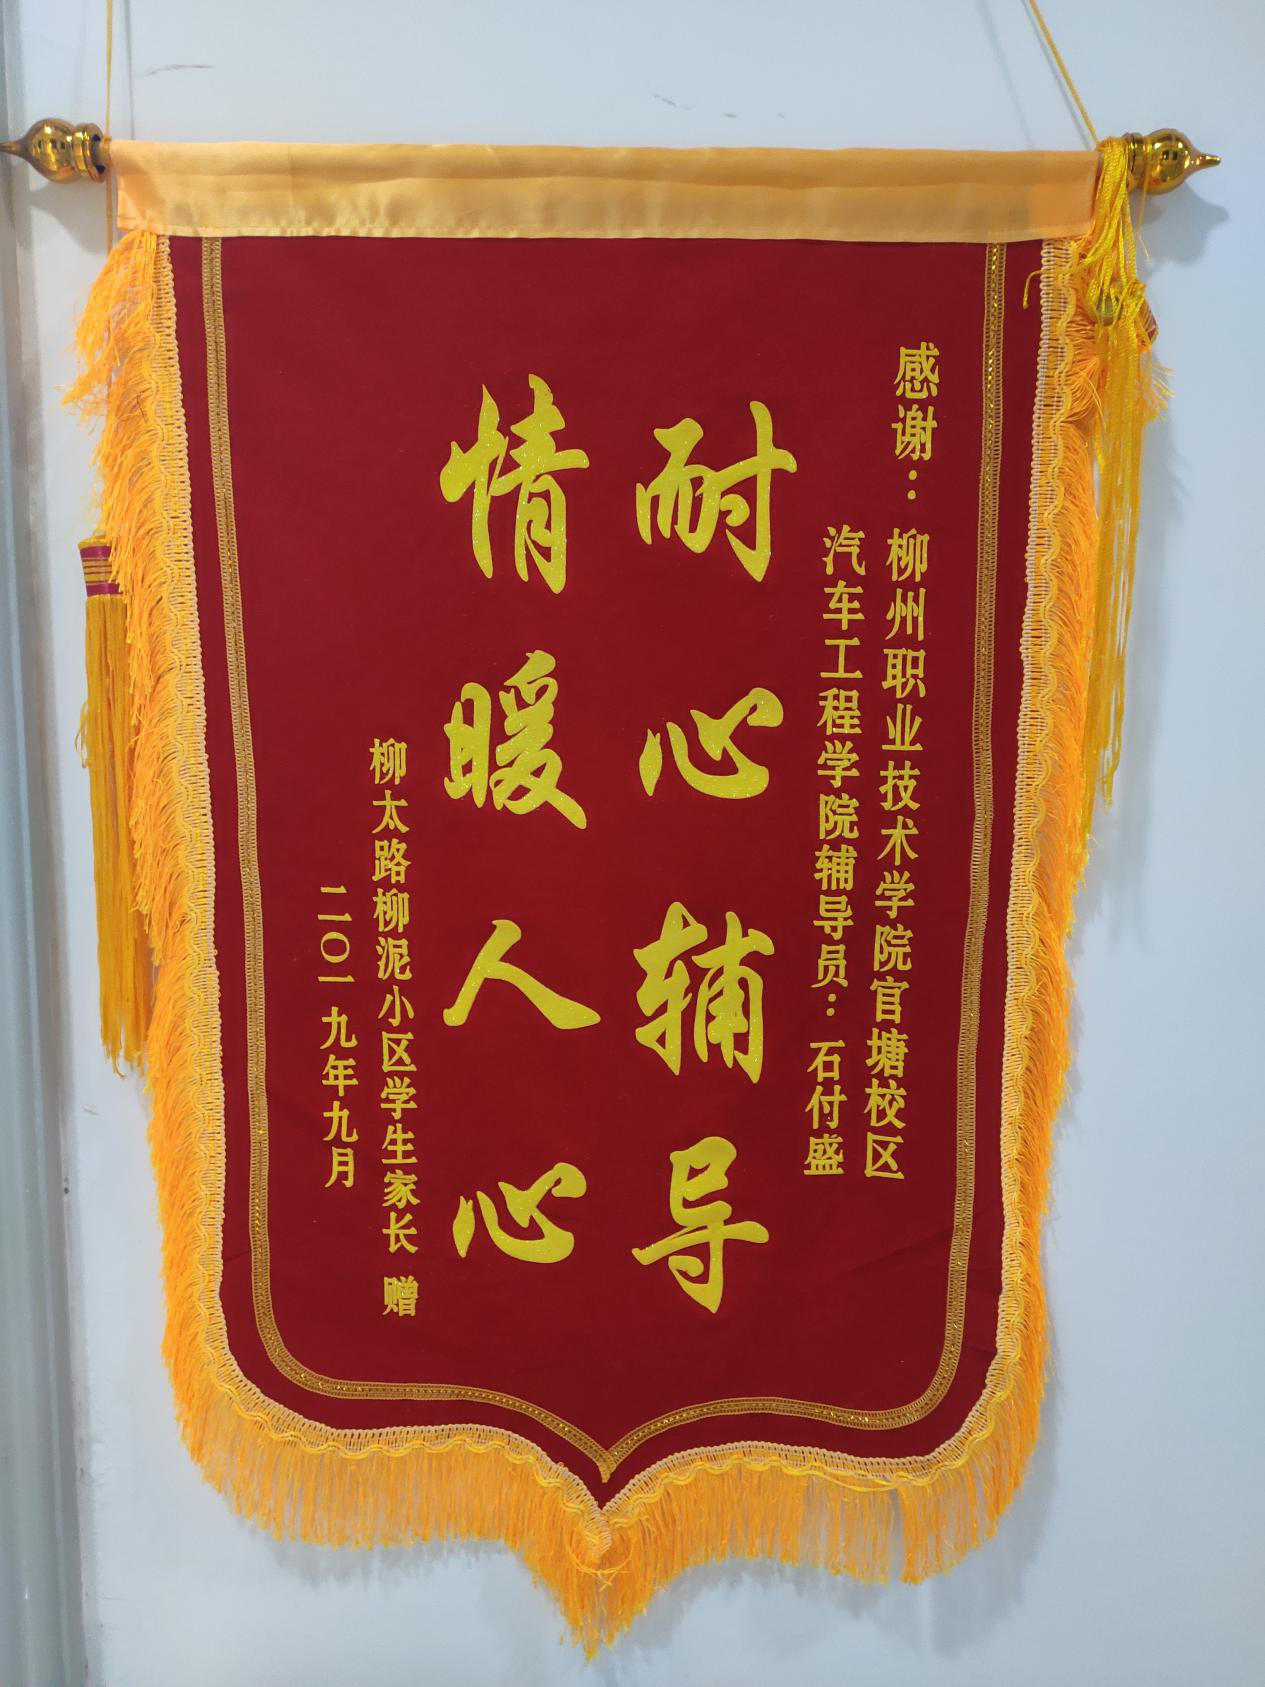 感谢：柳州职业技术学院官塘校区
汽车工程学院辅导员：石付盛
耐心辅导
情暖人心
柳太路柳泥小区学生家长 赠
二〇一九年九月